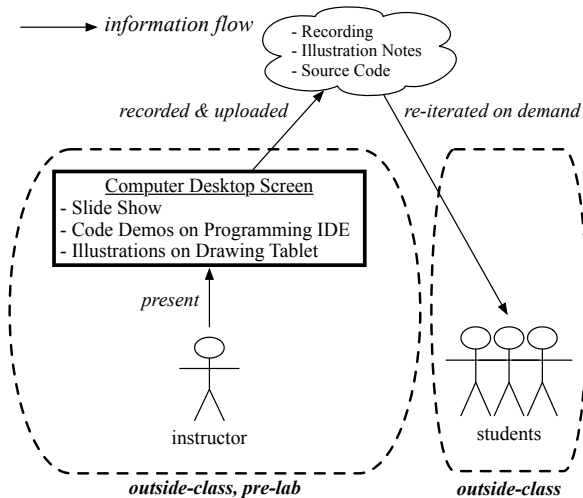 information flow
- Recording
- Illustration Notes
- Source Code
recorded & uploaded
re-iterated on demand
Computer Desktop Screen
- Slide Show
- Code Demos on Programming IDE
- Illustrations on Drawing Tablet
present
instructor
students
outside-class, pre-lab
outside-class